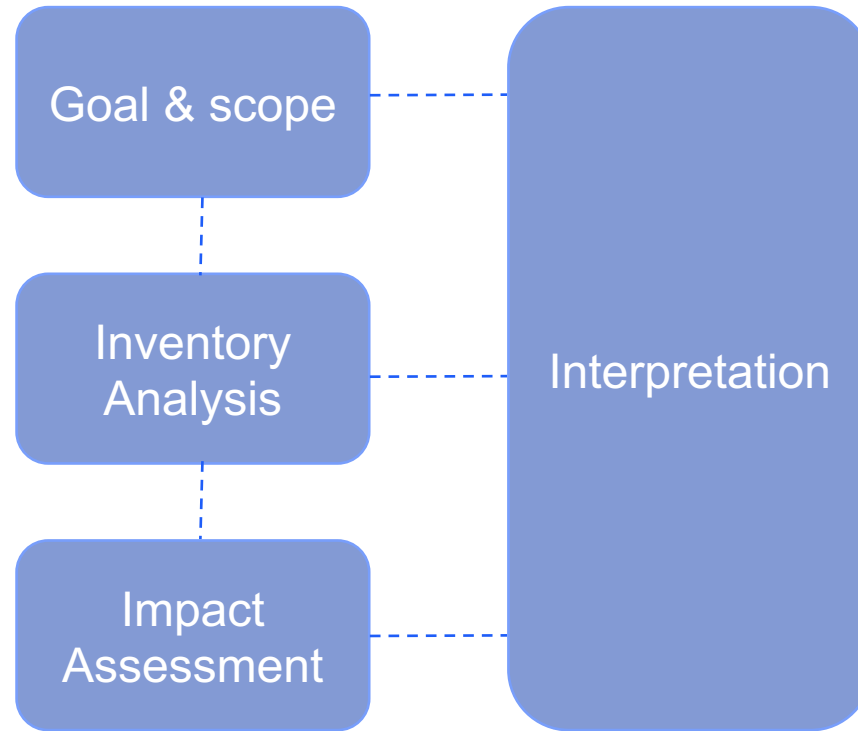 Goal & scope
Inventory
Analysis
Impact
Assessment
Interpretation